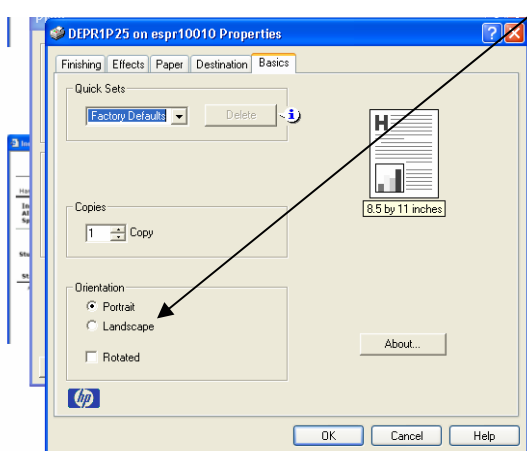 DEPR1P25 on espr10010 Properties
Finishing Effects Paper Destination Basics
Quick Sets
Factory Defaults Delete
H
8.5 by 11 inches
Copies
1 Copy
Orientation
Portrait
Landscape
Rotated
About...
hp
OK Cancel Help